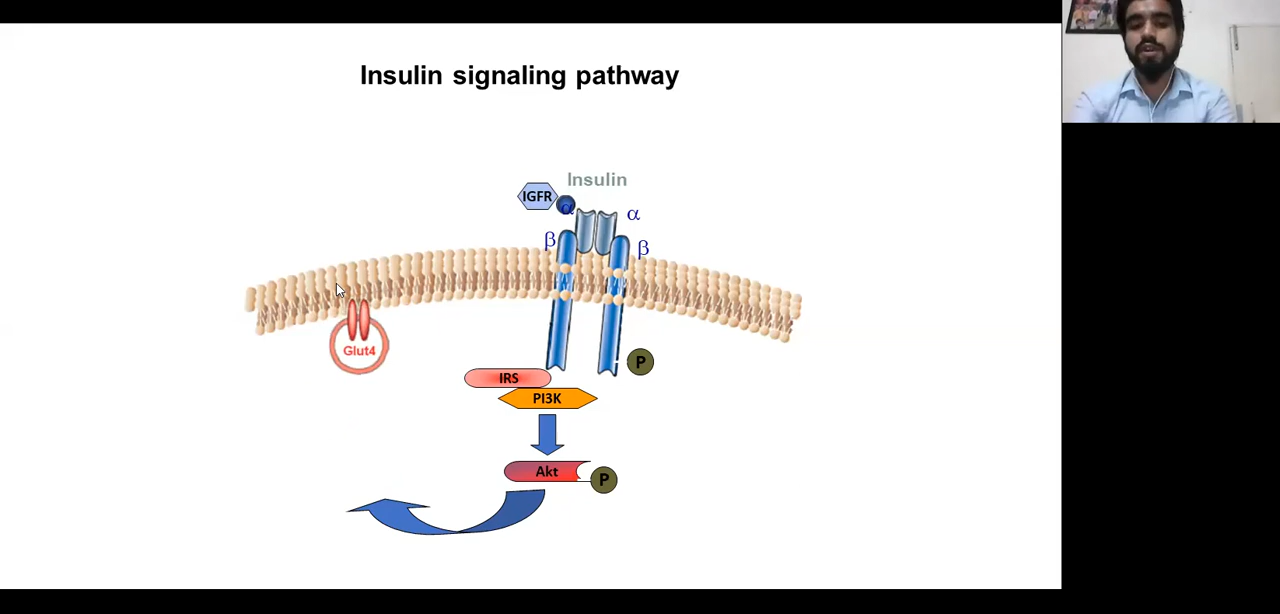 Insulin signaling pathway
Insulin
IGFR
α
α
β
β
Glut4
P
IRS
PI3K
Akt
P